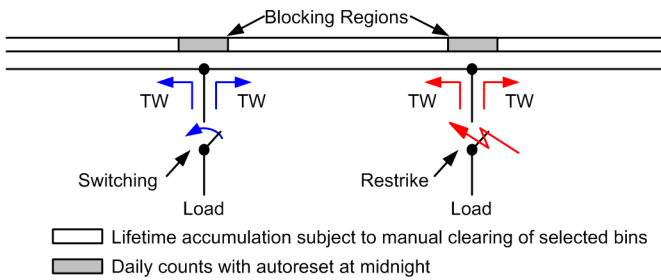 Blocking Regions
TW TW TW TW
Switching Restrike
Load Load
Lifetime accumulation subject to manual clearing of selected bins
Daily counts with autoreset at midnight